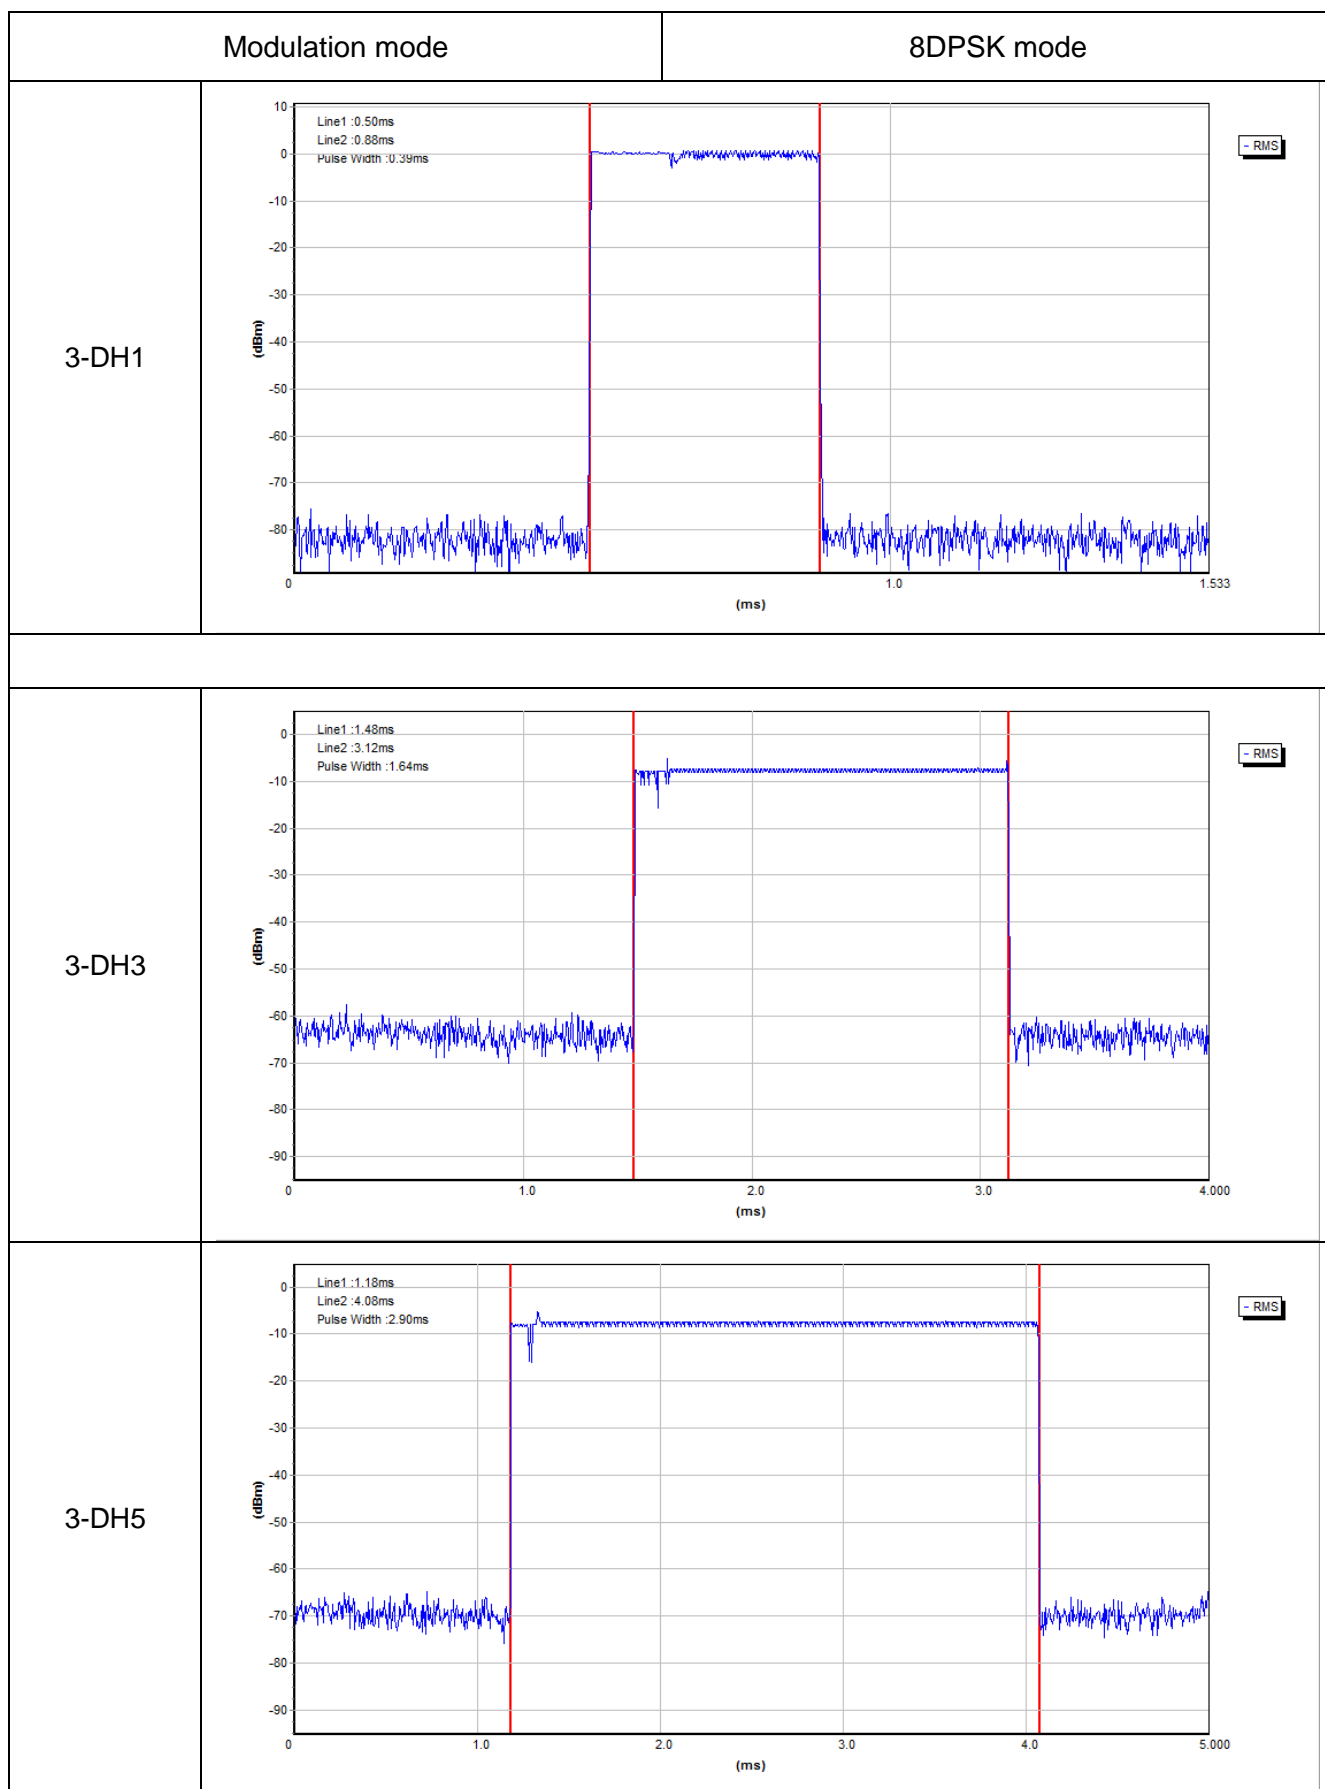 Modulation mode 8DPSK mode
3-DH1
Line1 :0.50ms
Line2 :0.88ms
Pulse Width :0.39ms
- RMS
10
0
-10
-20
-30
-40
-50
-60
-70
-80
(dBm)
0 1.0 1.533
(ms)
3-DH3
Line1 :1.48ms
Line2 :3.12ms
Pulse Width :1.64ms
- RMS
0
-10
-20
-30
-40
-50
-60
-70
-80
-90
(dBm)
0 1.0 2.0 3.0 4.000
(ms)
3-DH5
Line1 :1.18ms
Line2 :4.08ms
Pulse Width :2.90ms
- RMS
0
-10
-20
-30
-40
-50
-60
-70
-80
-90
(dBm)
0 1.0 2.0 3.0 4.0 5.000
(ms)